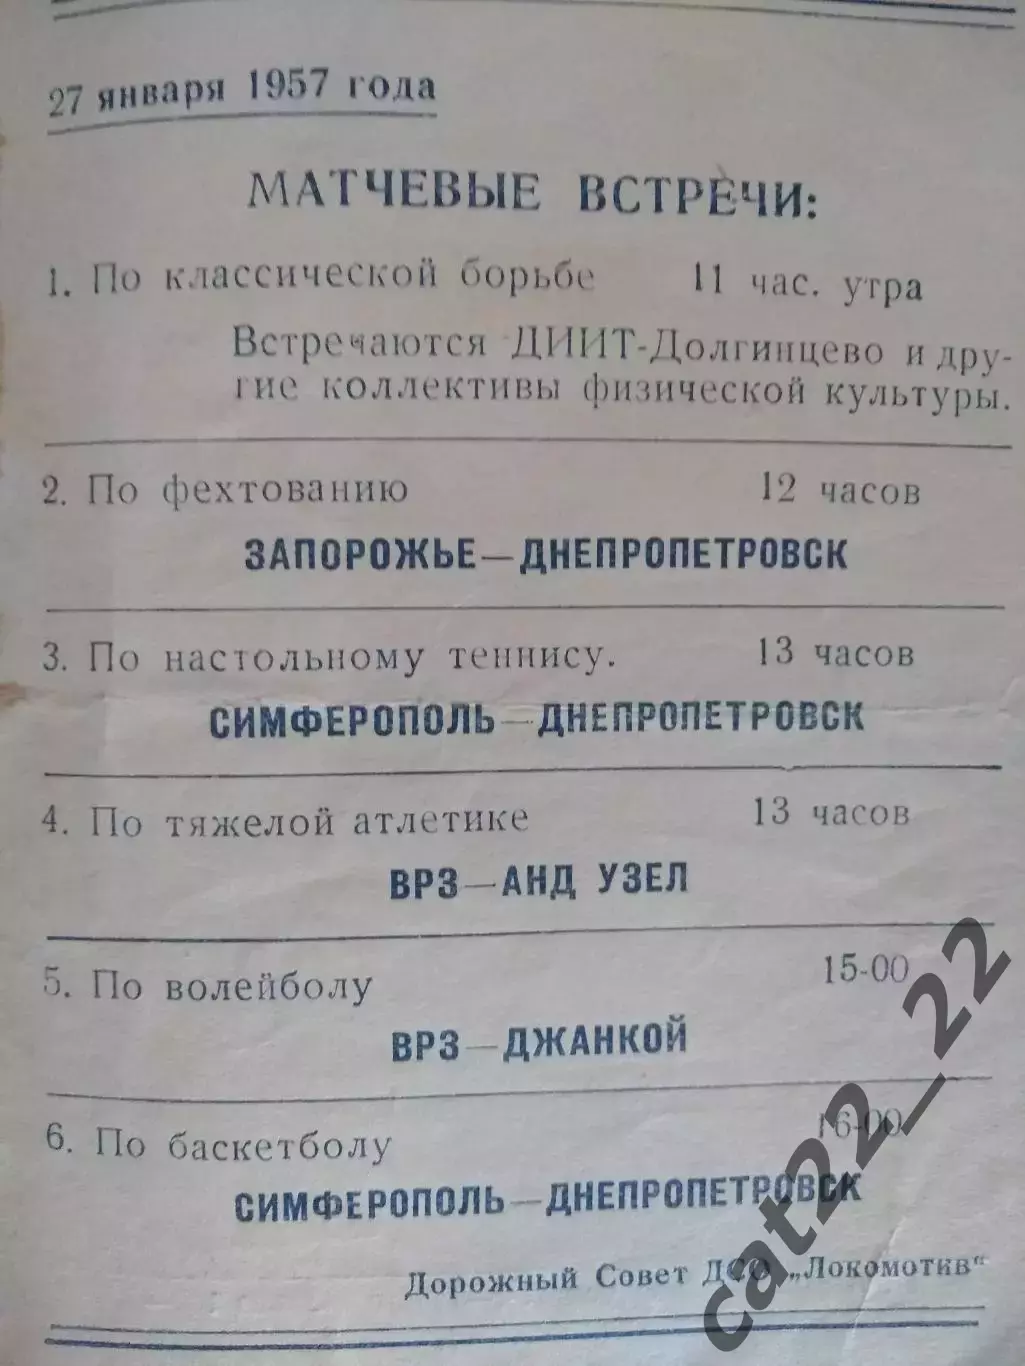 27 января 1957 года
МАТЧЕВЫЕ ВСТРЕЧИ:
1. По классической борьбе 11 час. утра
Встречаются ДИИТ-Долгинцево и дру-
гие коллективы физической культуры.
2. По фехтованию 12 часов
ЗАПОРОЖЬЕ—ДНЕПРОПЕТРОВСК
3. По настольному теннису. 13 часов
СИМФЕРОПОЛЬ—ДНЕПРОПЕТРОВСК
4. По тяжелой атлетике 13 часов
ВРЗ—АНД УЗЕЛ
5. По волейболу 15-00
ВРЗ—ДЖАНКОЙ
6. По баскетболу 16-00
СИМФЕРОПОЛЬ—ДНЕПРОПЕТРОВСК
Дорожный Совет ДСО „Локомотив“
cat22_22